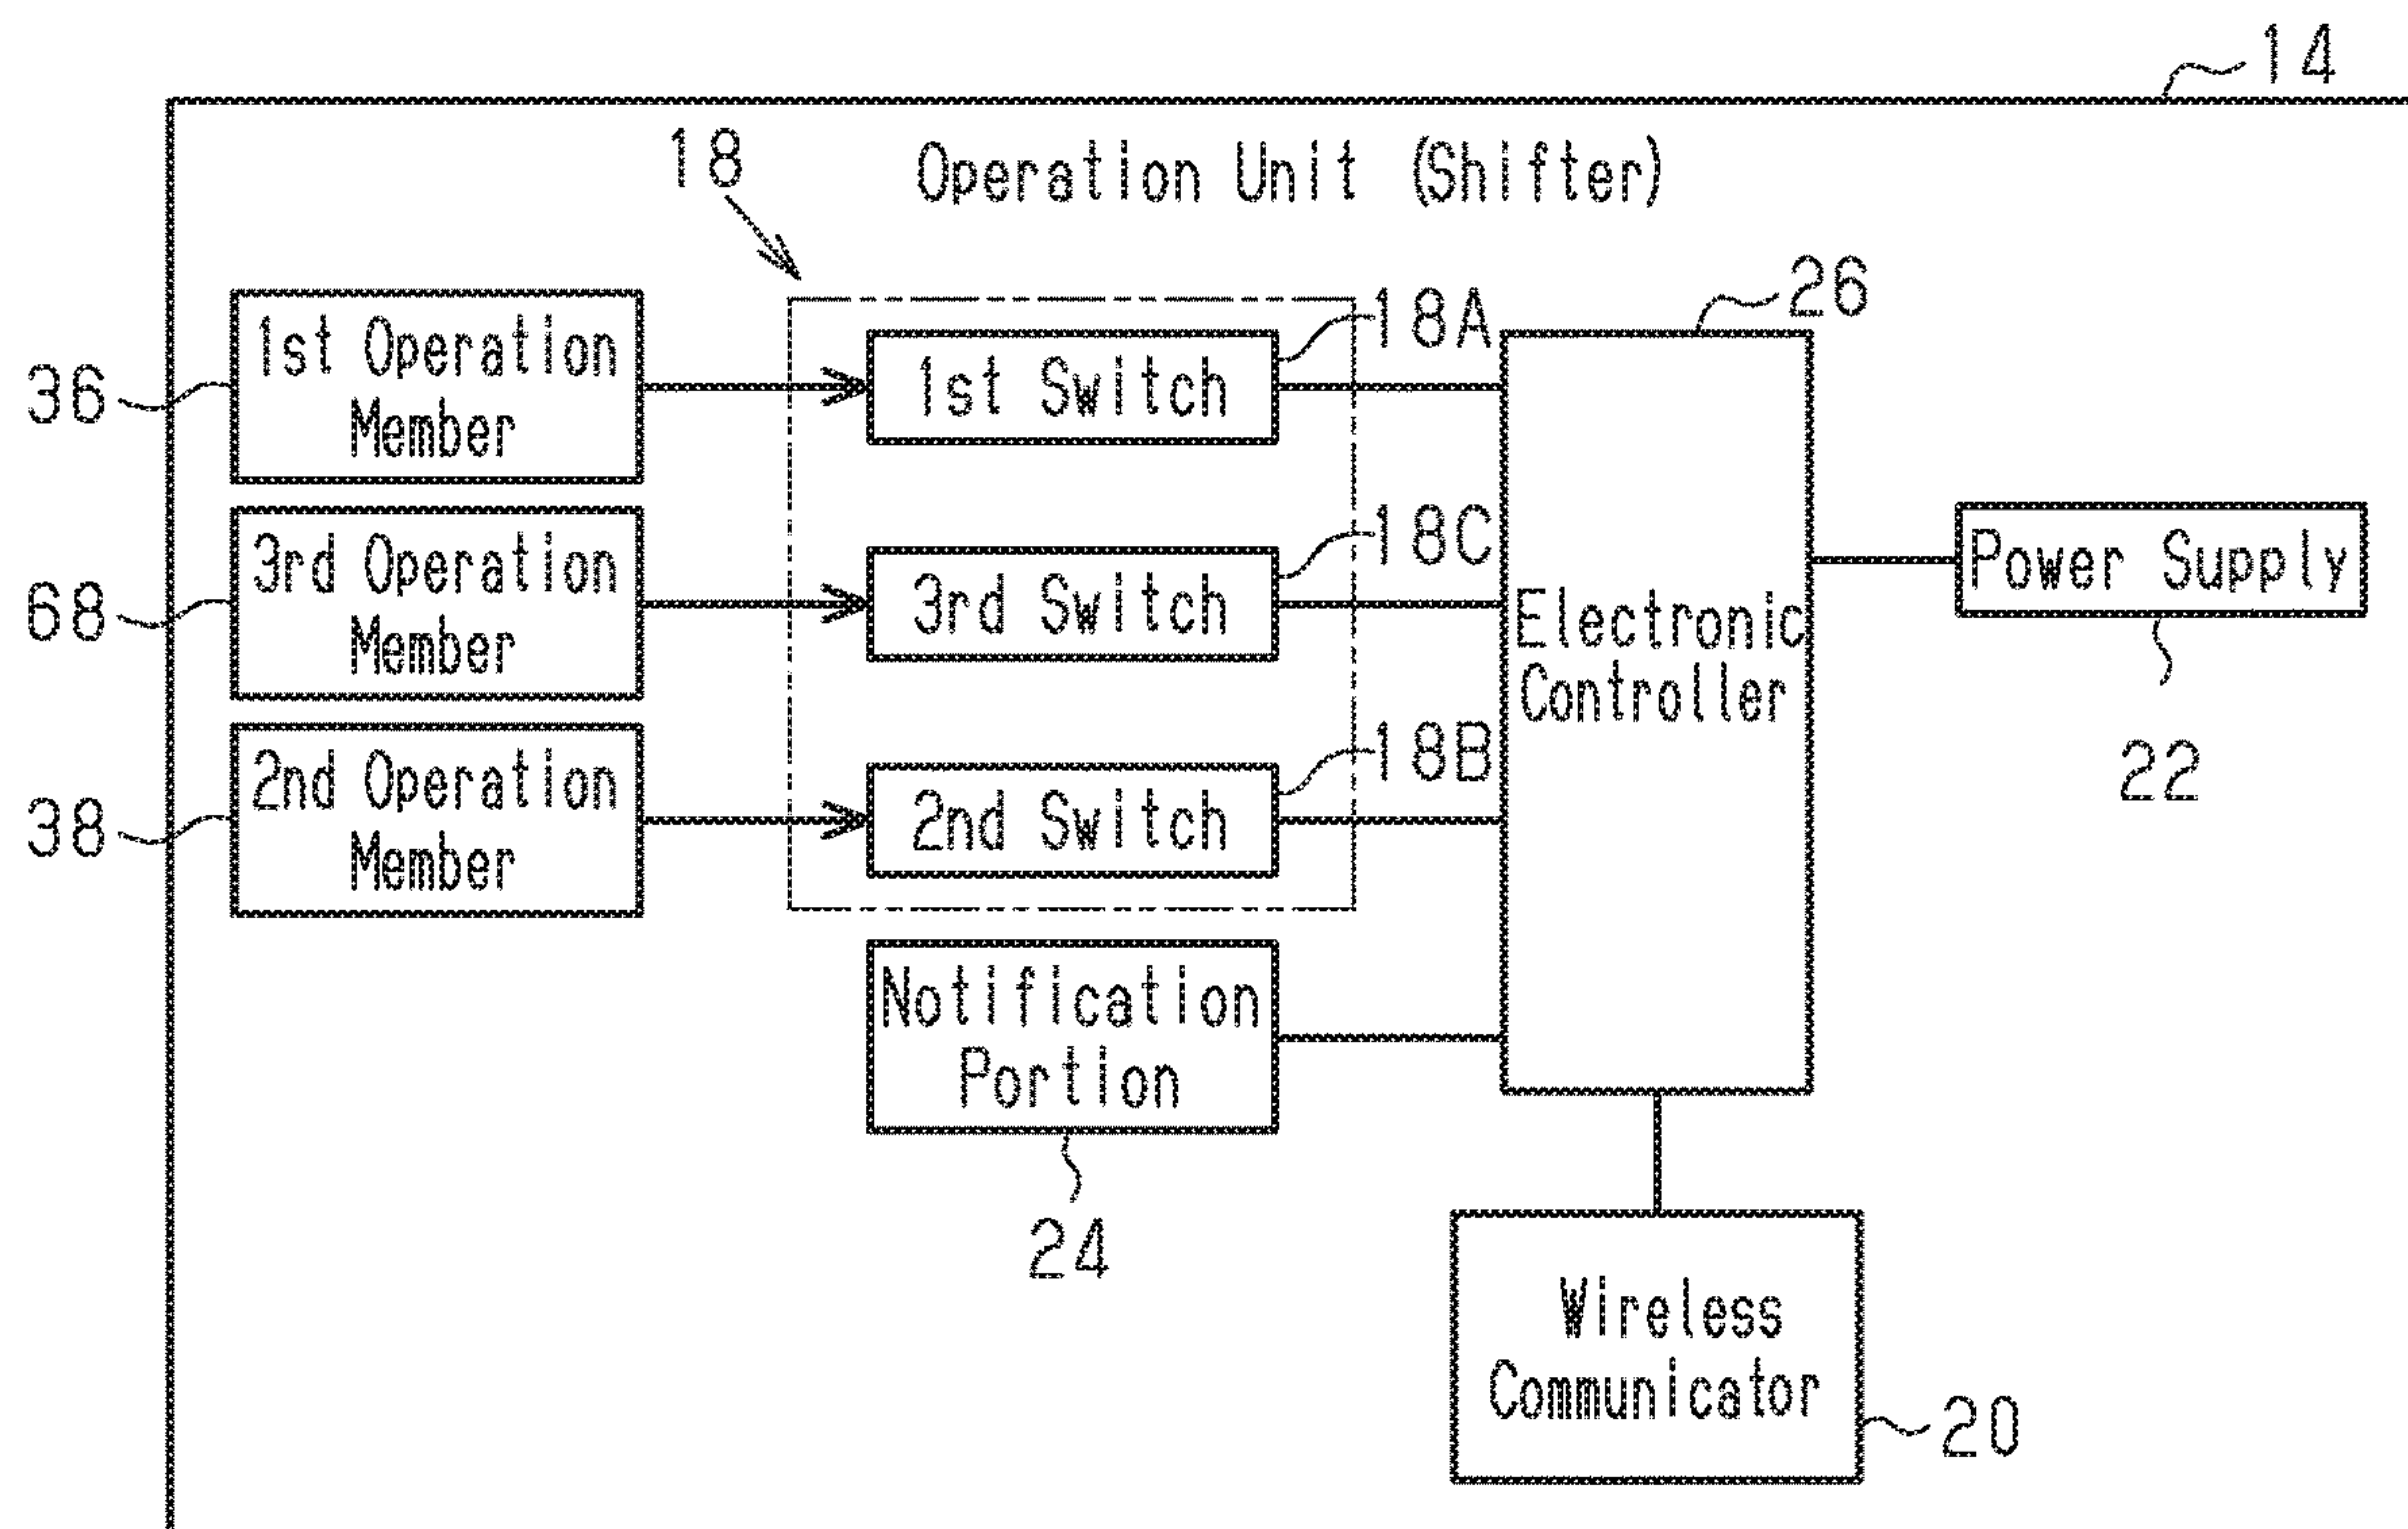 14
18
Operation Unit (Shifter)
26
18A
1st Operation
Member
36
1st Switch
18C
3rd Operation
Member
68
3rd Switch
Electronic
Controller
Power Supply
22
18B
2nd Operation
Member
38
2nd Switch
Notification
Portion
24
Wireless
Communicator
20